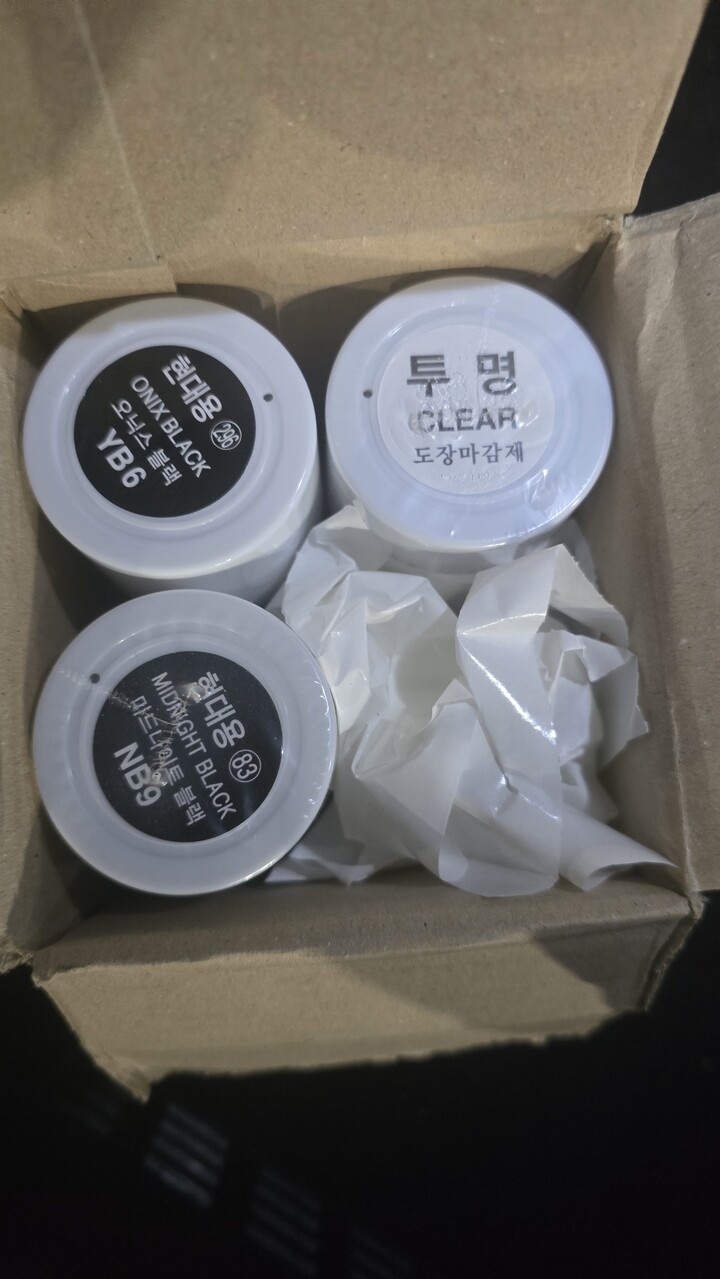 현대용 296
ONIX BLACK
오닉스 블랙
YB6
투명
CLEAR
도장마감제
현대용 83
MIDNIGHT BLACK
미드나이트 블랙
NB9